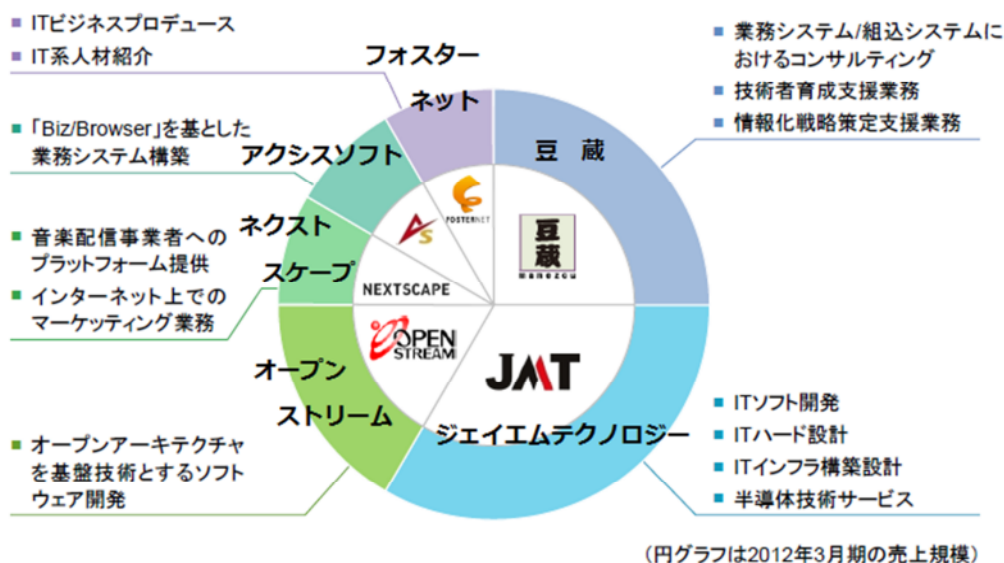 ■ ITビジネスプロデュース
■ IT系人材紹介
フォスター
ネット
■ 業務システム/組込システムに
おけるコンサルティング
■ 技術者育成支援業務
■ 情報化戦略策定支援業務
■ 「Biz/Browser」を基とした
業務システム構築
アクシスソフト
豆 蔵
FOSTERNET
AS
豆蔵
mamezou
ネクスト
スケープ
NEXTSCAPE
■ 音楽配信事業者への
プラットフォーム提供
■ インターネット上での
マーケッティング業務
OPEN
STREAM
JMT
オープン
ストリーム
ジェイエムテクノロジー
■ オープンアーキテクチャ
を基盤技術とするソフト
ウェア開発
■ ITソフト開発
■ ITハード設計
■ ITインフラ構築設計
■ 半導体技術サービス
(円グラフは2012年3月期の売上規模)